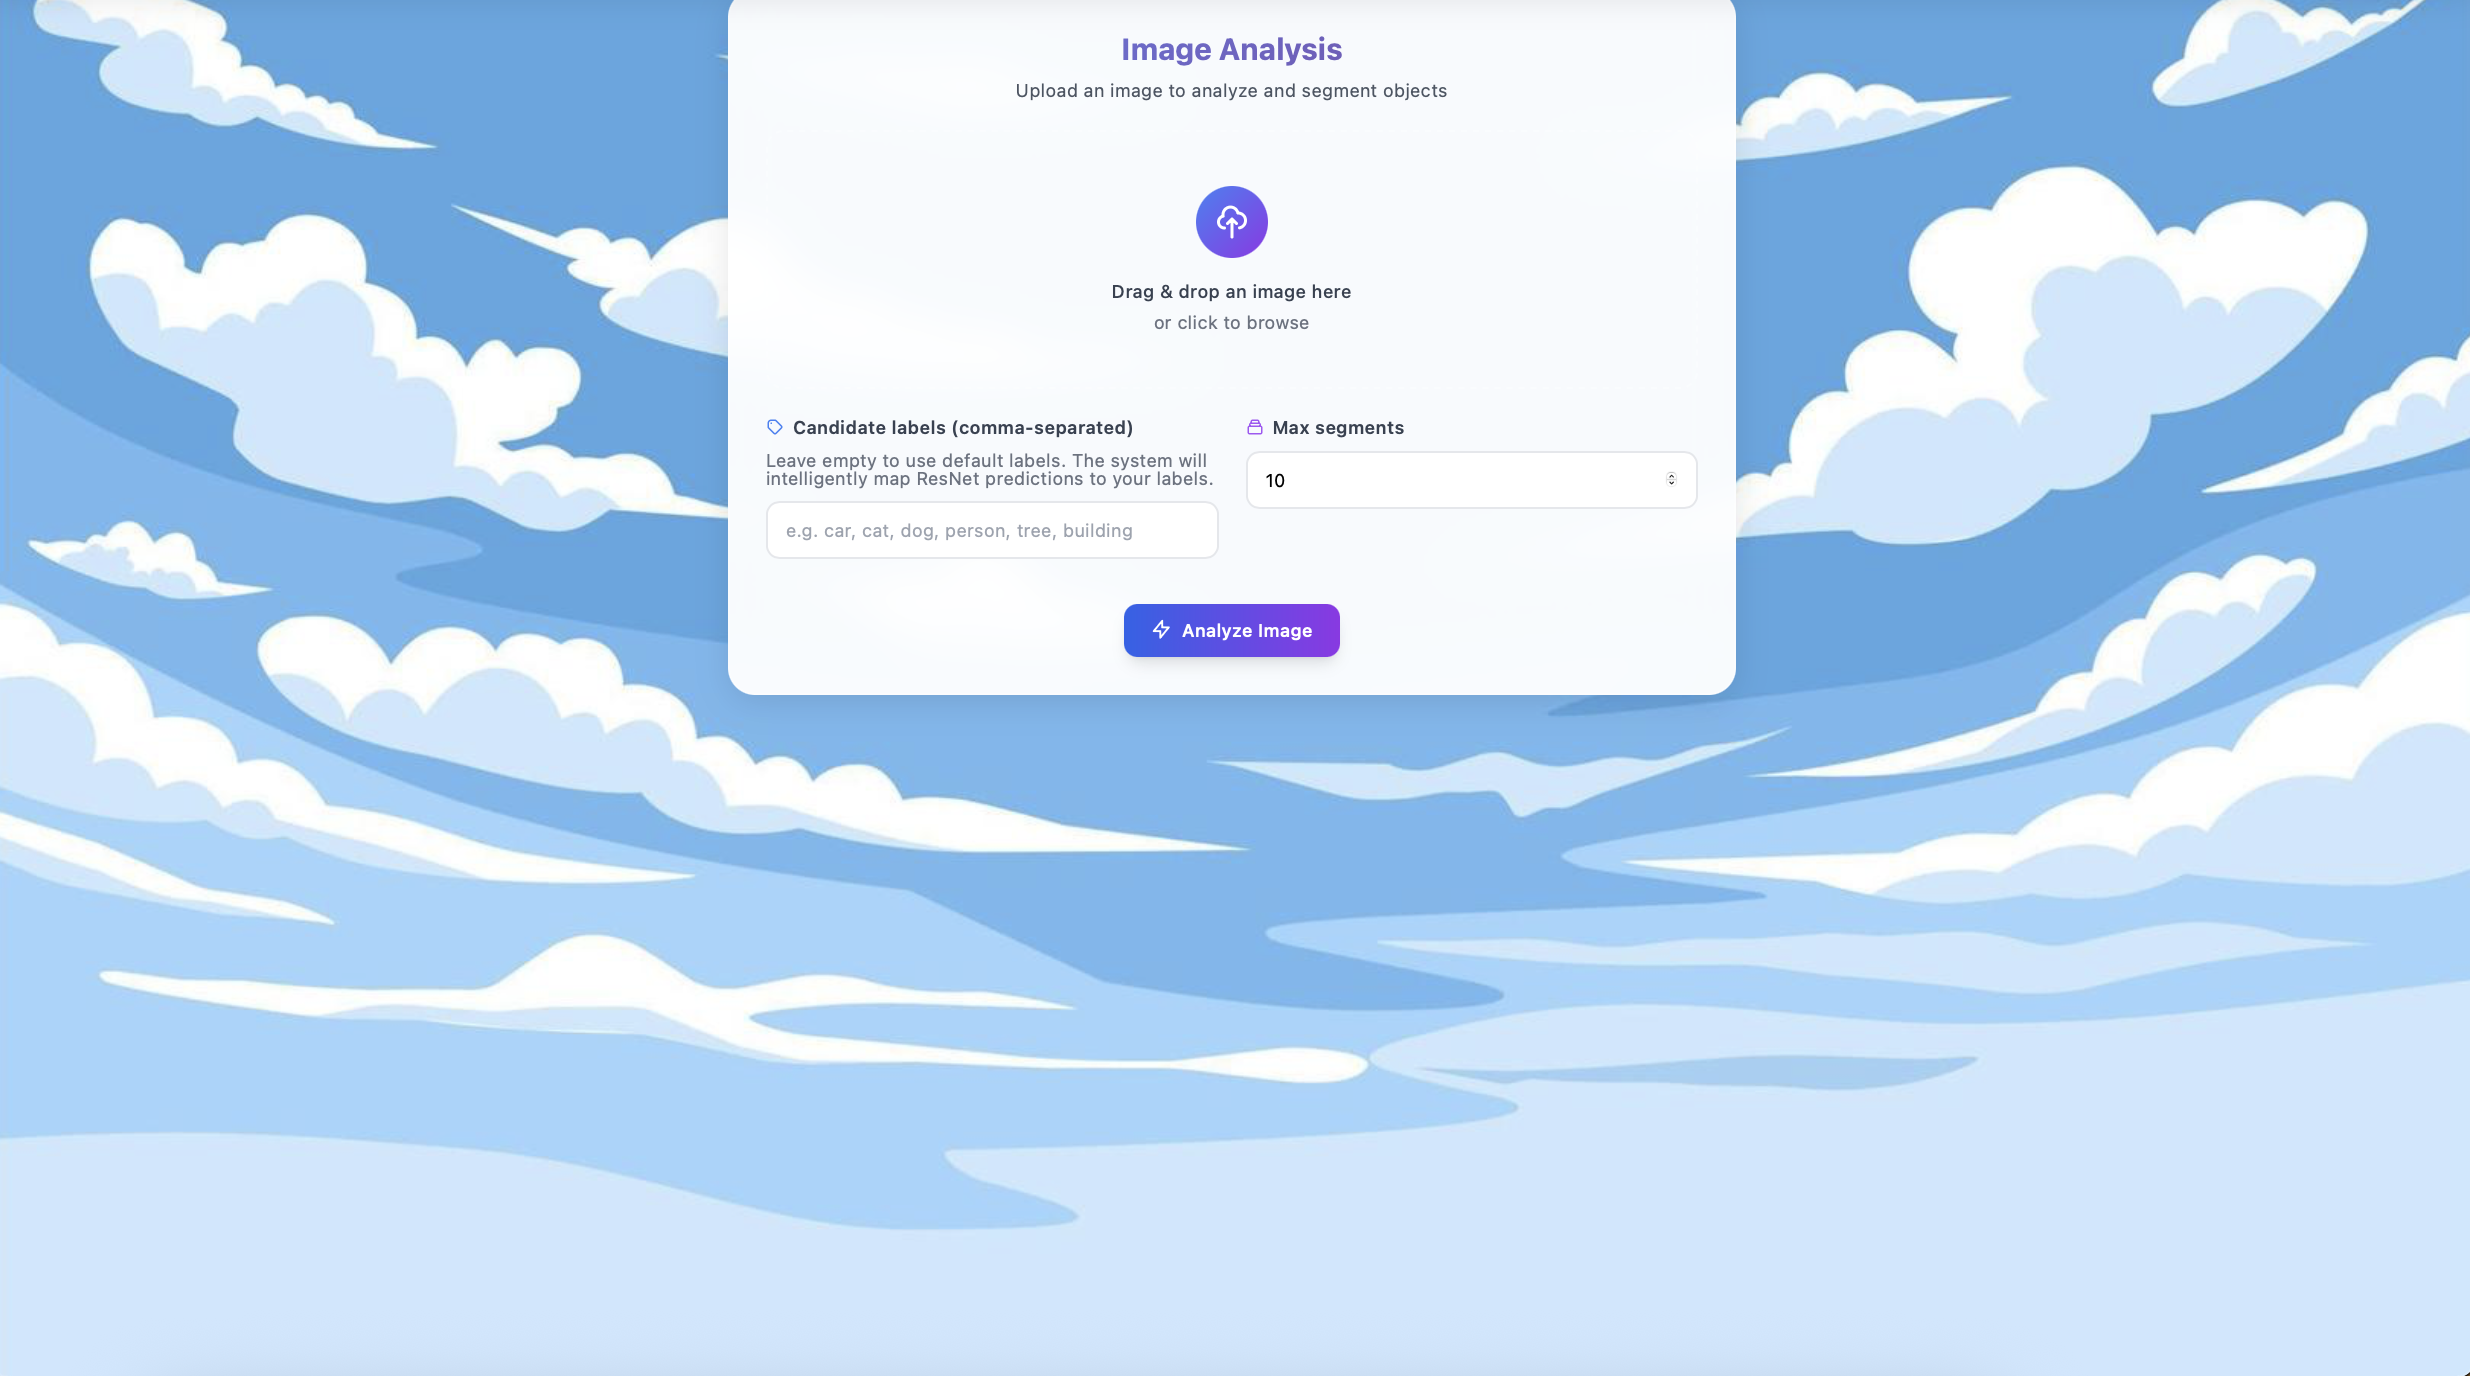 Image Analysis
Upload an image to analyze and segment objects
Drag & drop an image here
or click to browse
Candidate labels (comma-separated)
Leave empty to use default labels. The system will
intelligently map ResNet predictions to your labels.
e.g. car, cat, dog, person, tree, building
Max segments
10
Analyze Image